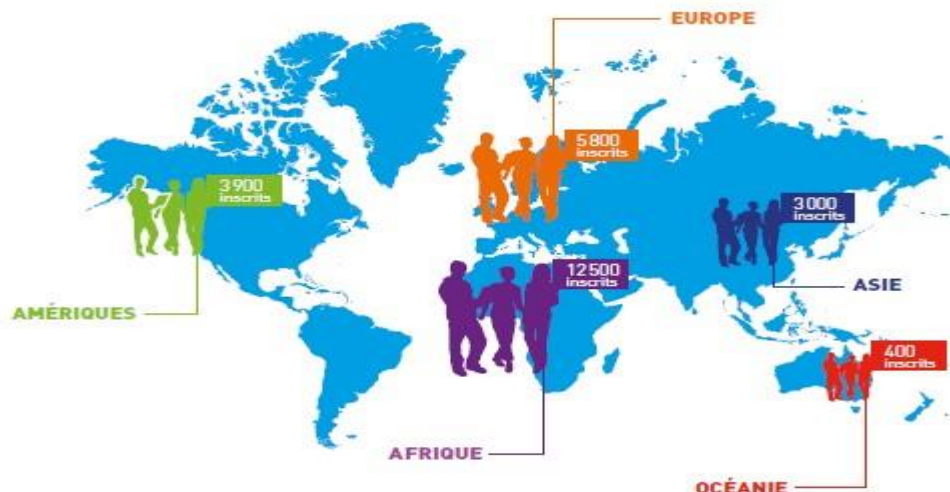 EUROPE
5 800
inscrits
3 900
inscrits
3 000
inscrits
12 500
inscrits
ASIE
AMÉRIQUES
400
inscrits
AFRIQUE
OCÉANIE